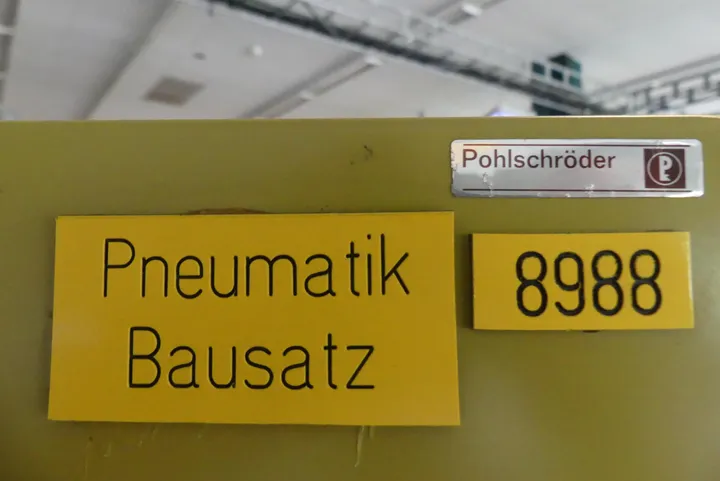 Pohlschröder
Pneumatik
Bausatz
8988